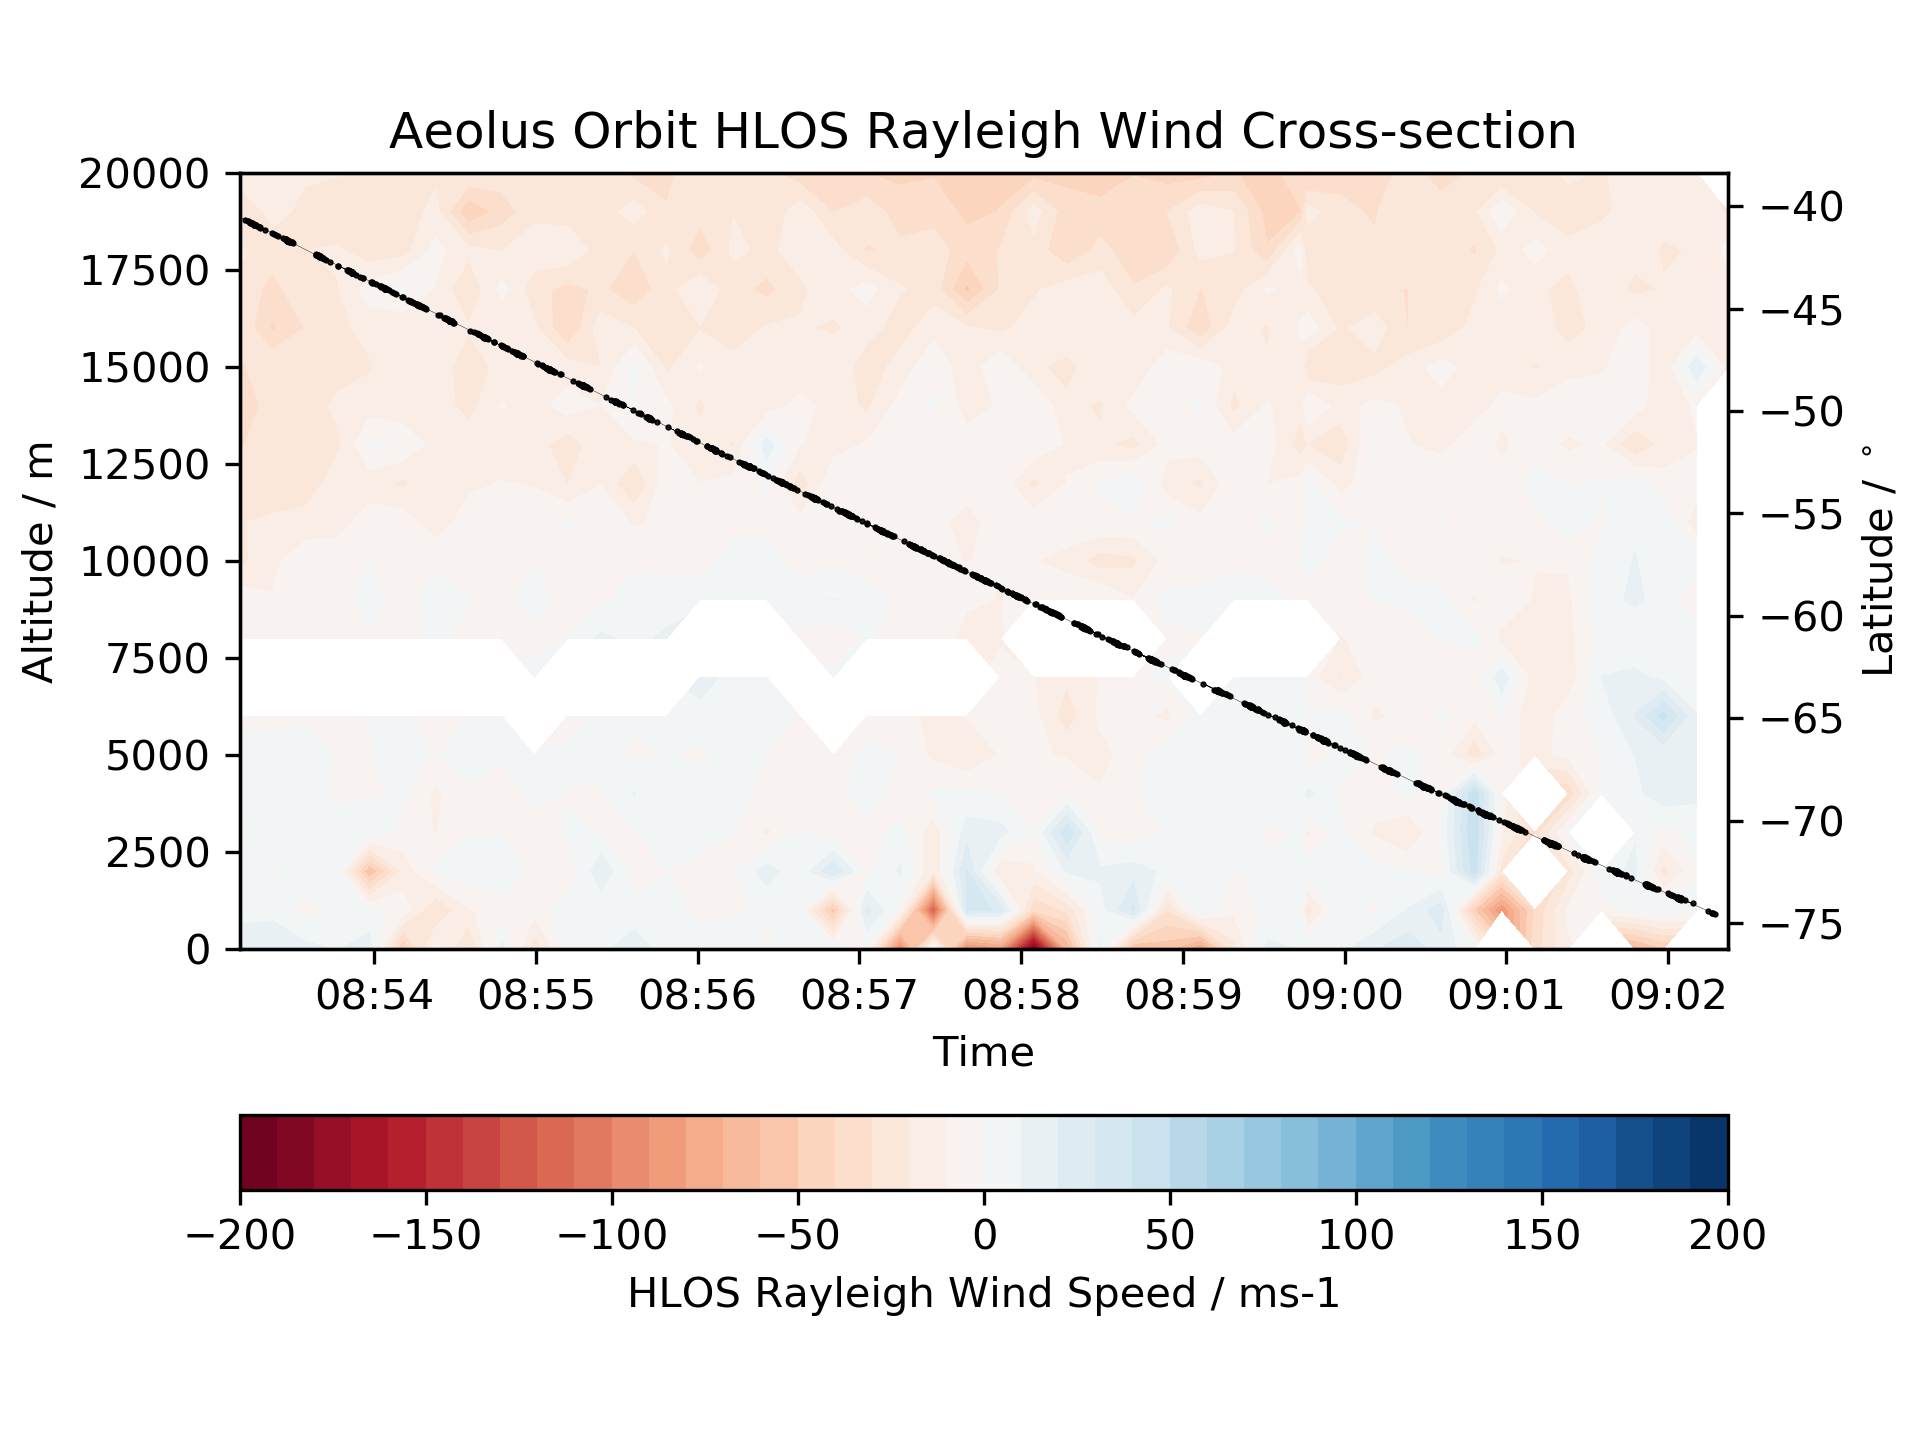 Aeolus Orbit HLOS Rayleigh Wind Cross-section
20000
17500
15000
12500
10000
7500
5000
2500
0
Altitude / m
−40
−45
−50
−55
−60
−65
−70
−75
Latitude / °
08:54 08:55 08:56 08:57 08:58 08:59 09:00 09:01 09:02
Time
−200 −150 −100 −50 0 50 100 150 200
HLOS Rayleigh Wind Speed / ms-1